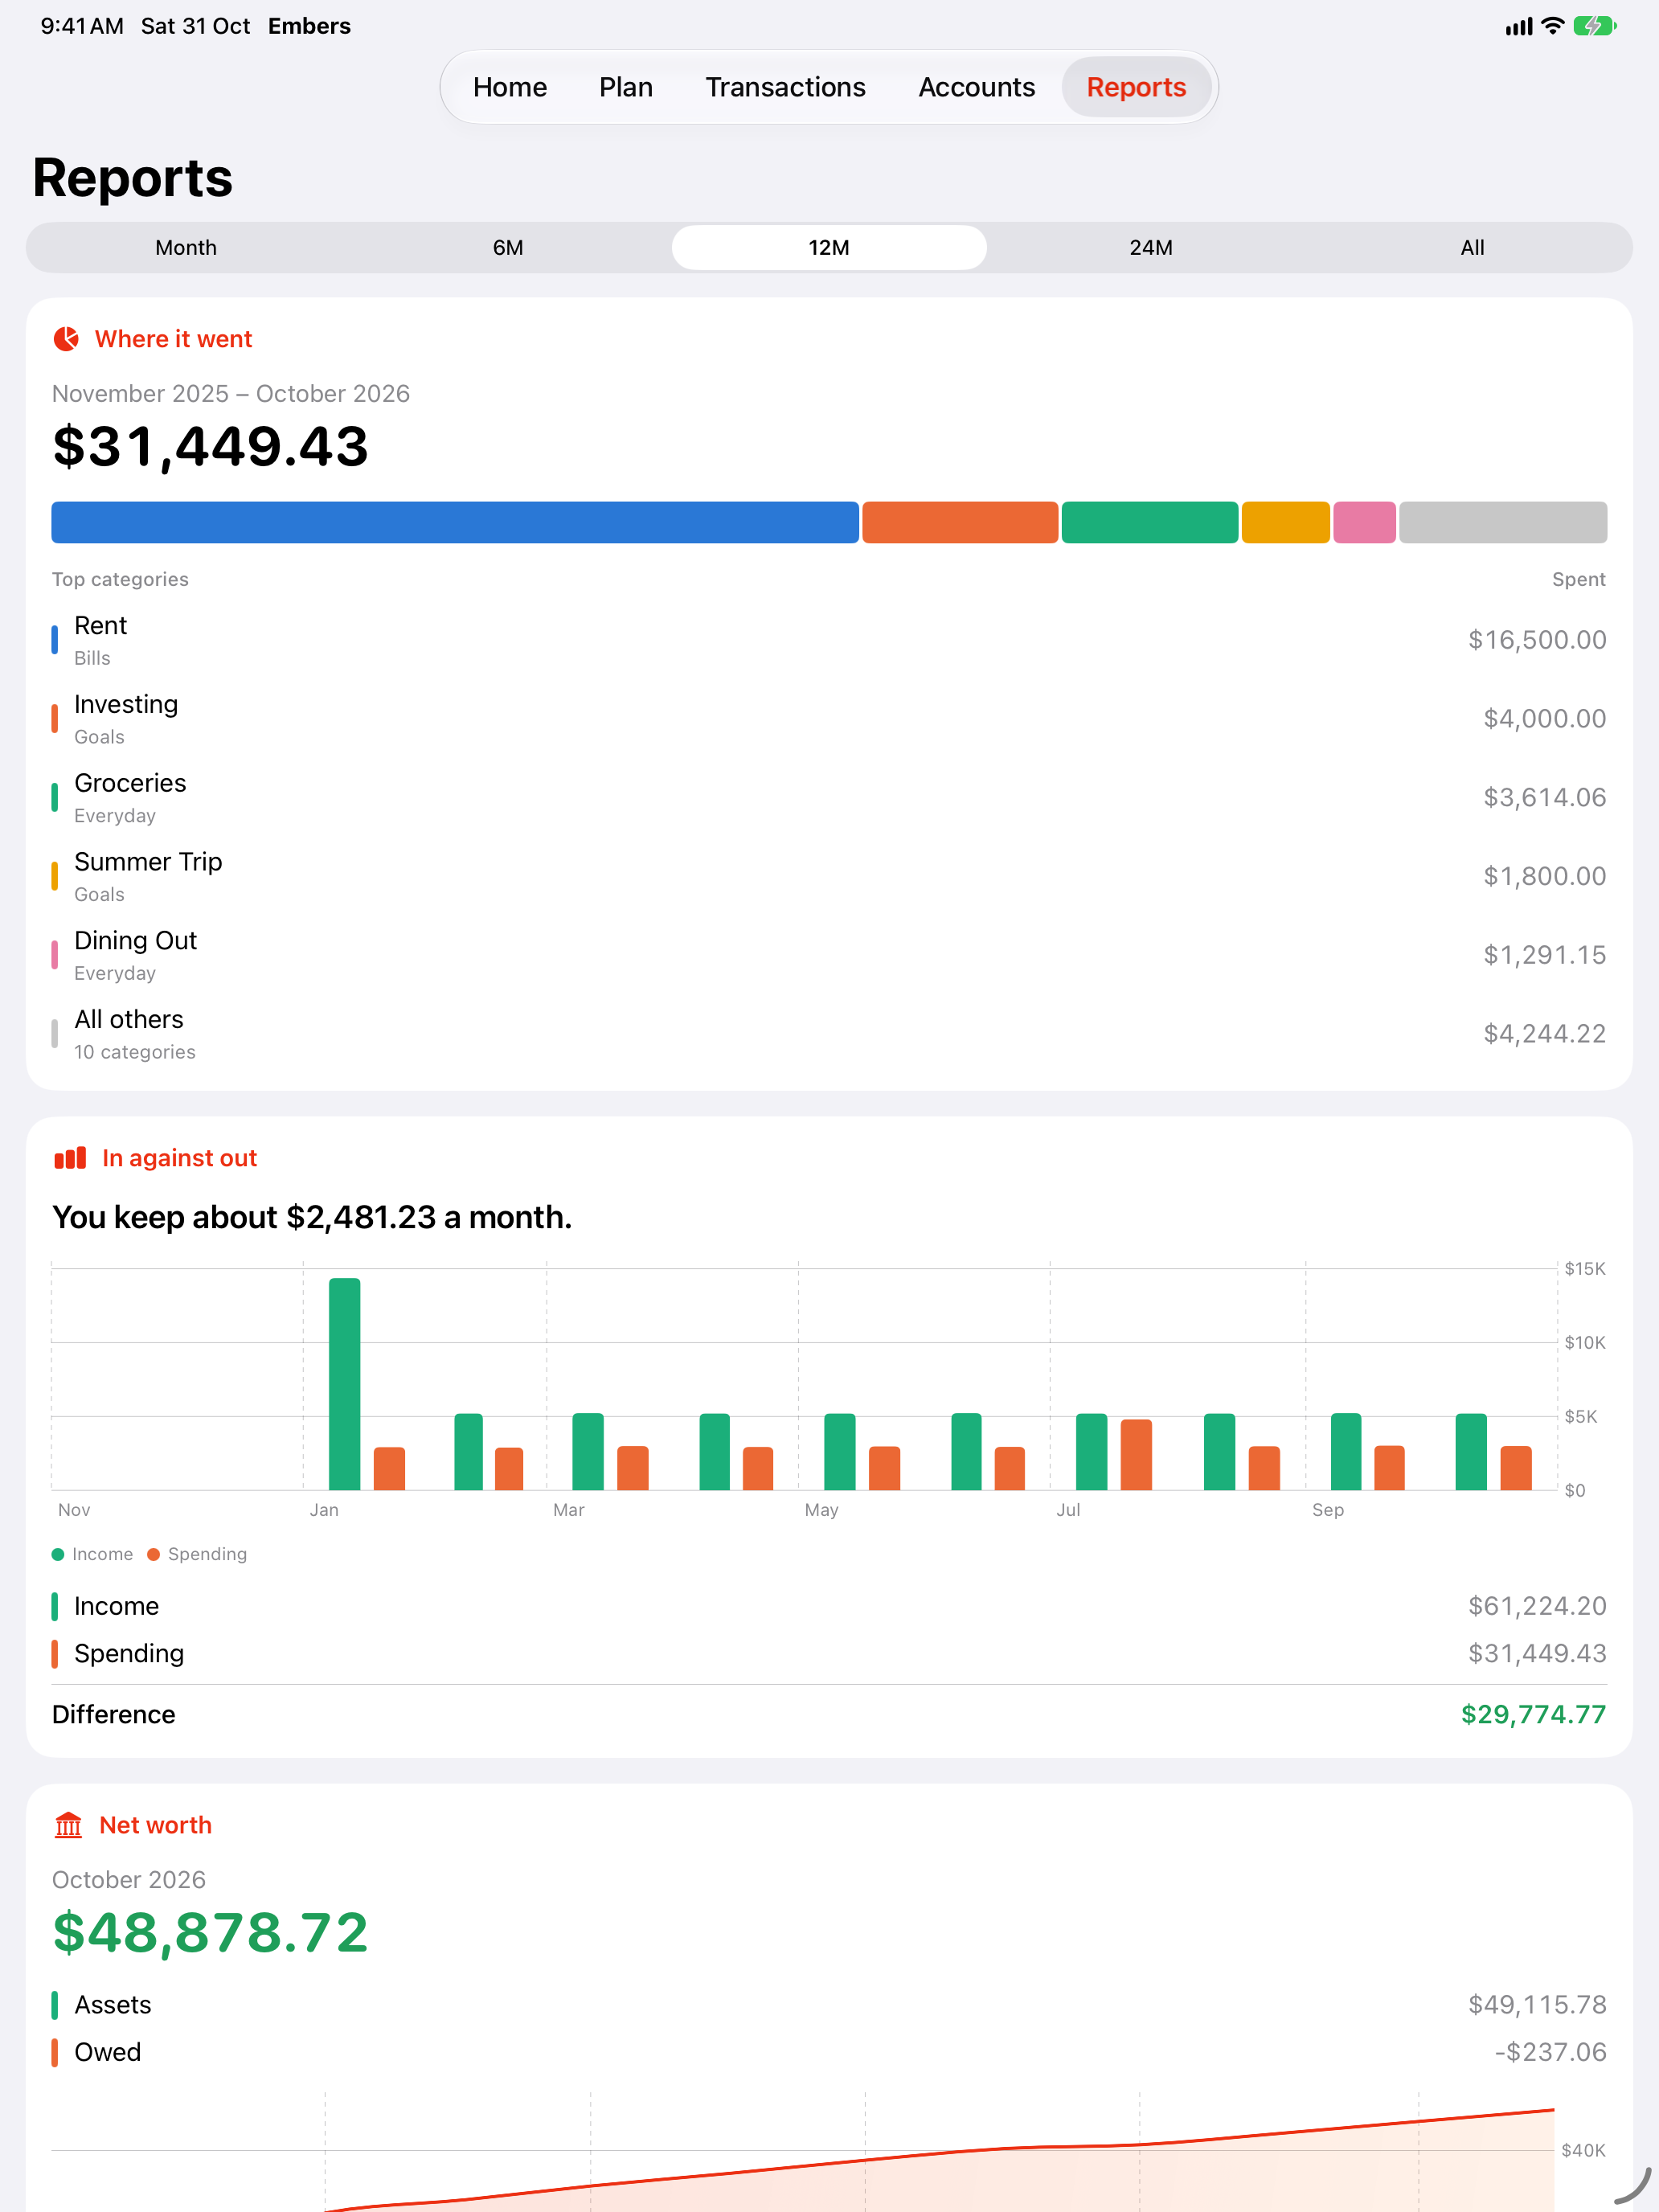 9:41 AM Sat 31 Oct Embers
Home Plan Transactions Accounts Reports
Reports
Month 6M 12M 24M All
Where it went
November 2025 – October 2026
$31,449.43
Top categories Spent
Rent
Bills
$16,500.00
Investing
Goals
$4,000.00
Groceries
Everyday
$3,614.06
Summer Trip
Goals
$1,800.00
Dining Out
Everyday
$1,291.15
All others
10 categories
$4,244.22
In against out
You keep about $2,481.23 a month.
$15K
$10K
$5K
$0
Nov Jan Mar May Jul Sep
Income Spending
Income $61,224.20
Spending $31,449.43
Difference $29,774.77
Net worth
October 2026
$48,878.72
Assets $49,115.78
Owed -$237.06
$40K